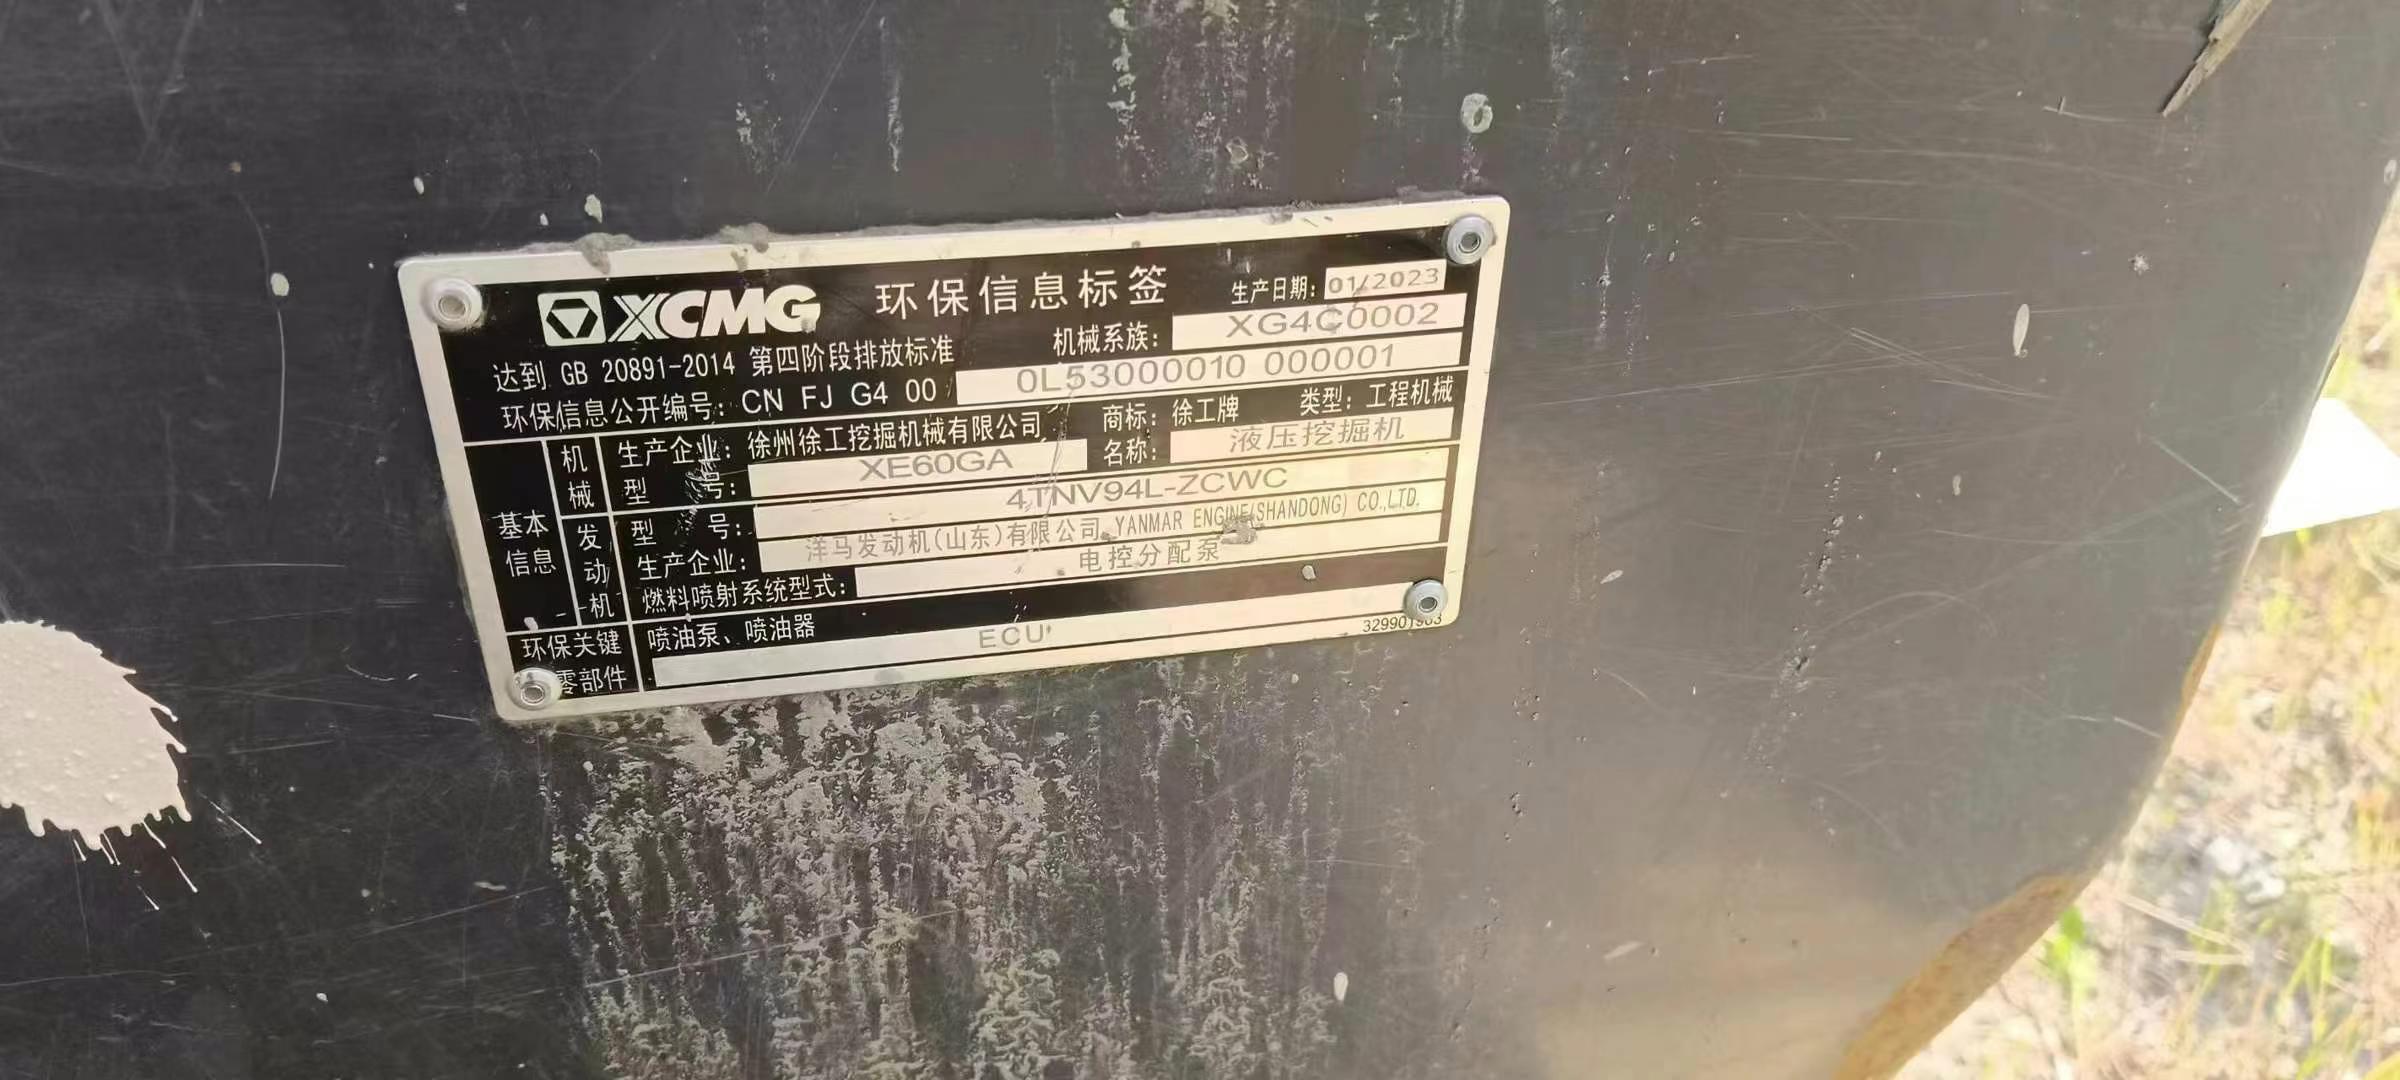 XCMG 环保信息标签 生产日期: 01/2023
达到 GB 20891-2014 第四阶段排放标准 机械系族: XG4C0002
环保信息公开编号: CN FJ G4 00 0L53000010 000001
基本信息
机械
生产企业: 徐州徐工挖掘机械有限公司 商标: 徐工牌 类型: 工程机械
型 号: XE60GA 名称: 液压挖掘机
发动机
型 号: 4TNV94L-ZCWC
生产企业: 洋马发动机(山东)有限公司 YANMAR ENGINE(SHANDONG) CO.,LTD.
燃料喷射系统型式: 电控分配泵
环保关键零部件
喷油泵、喷油器
ECU